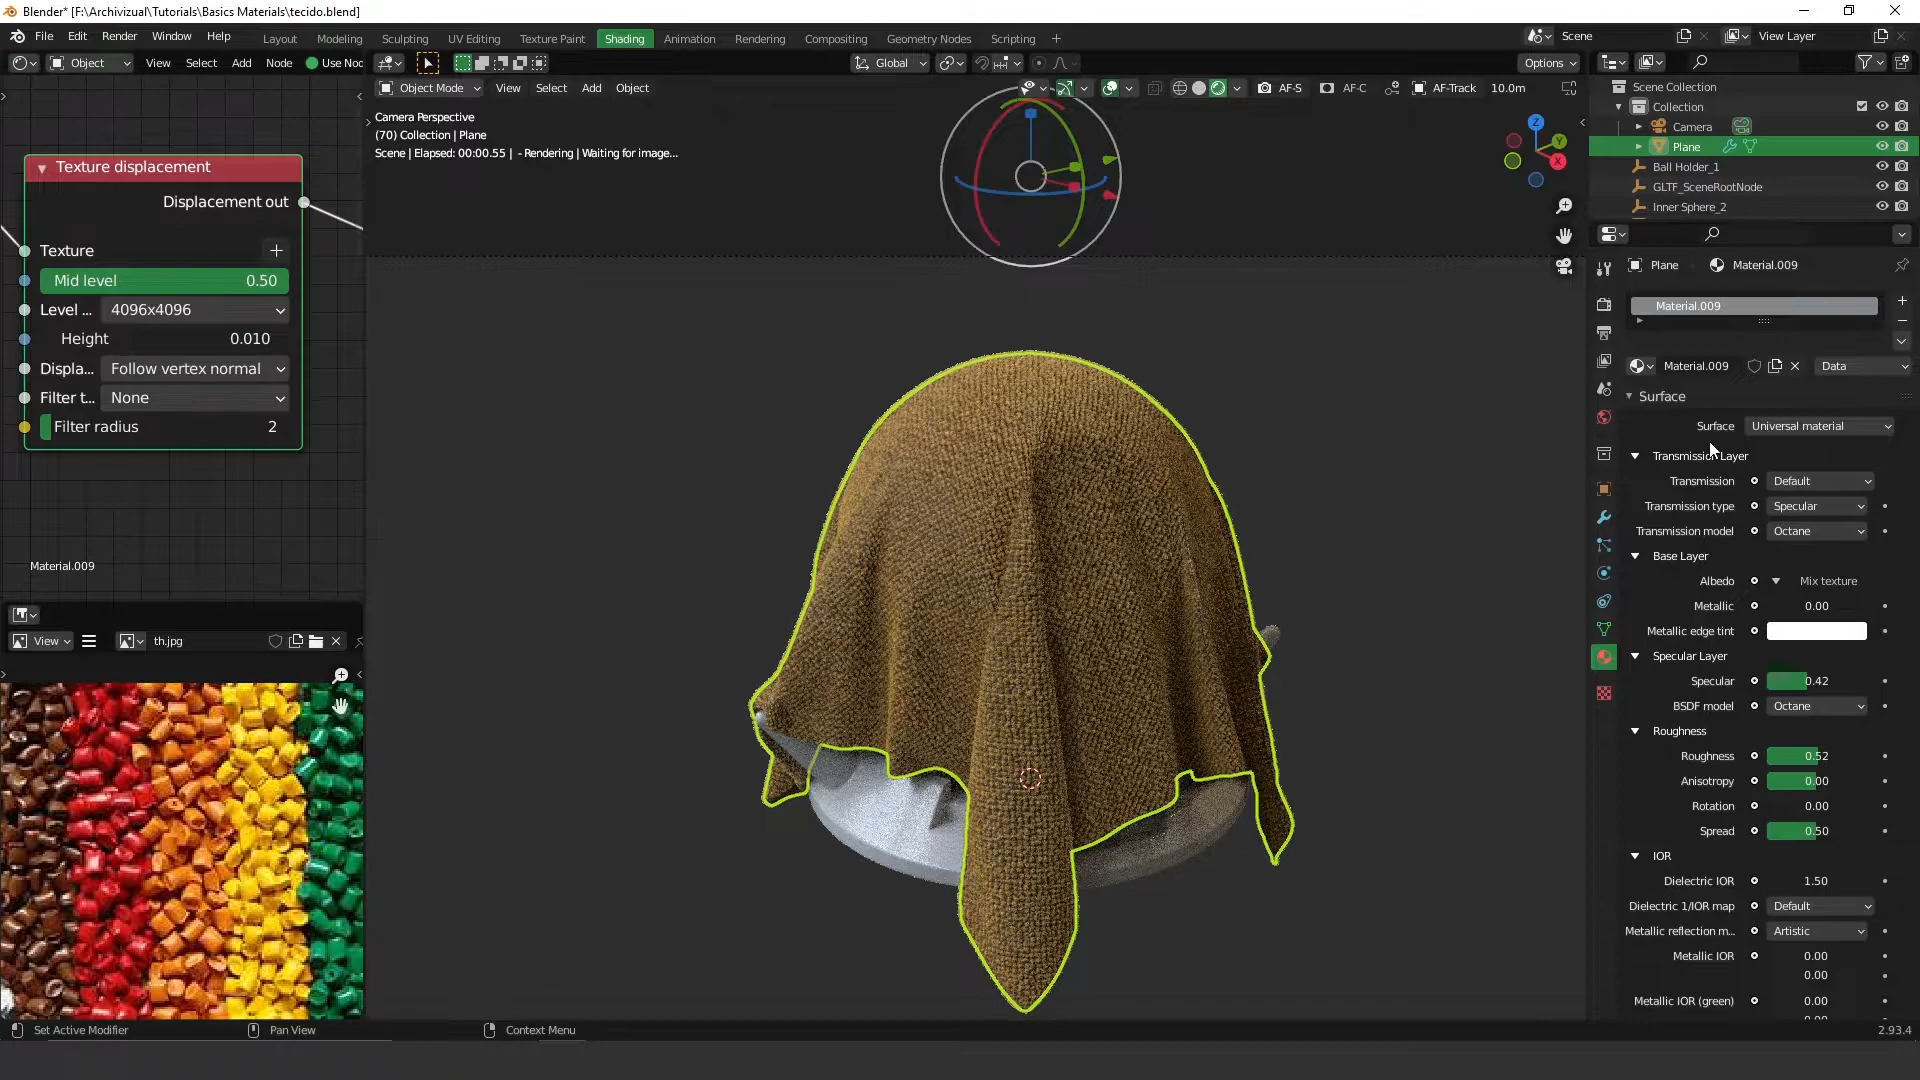 Blender* [F:\Archivizual\Tutorials\Basics Materials\tecido.blend]
File Edit Render Window Help
Layout Modeling Sculpting UV Editing Texture Paint Shading Animation Rendering Compositing Geometry Nodes Scripting +
Scene
View Layer
Object View Select Add Node Use Noc
Global
Options
Object Mode View Select Add Object
AF-S AF-C AF-Track 10.0m
Camera Perspective
(70) Collection | Plane
Scene | Elapsed: 00:00.55 | - Rendering | Waiting for image...
Z
Y
X
Texture displacement
Displacement out
Texture
Mid level 0.50
Level ... 4096x4096
Height 0.010
Displa... Follow vertex normal
Filter t... None
Filter radius 2
Material.009
View th.jpg
Scene Collection
Collection
Camera
Plane
Ball Holder_1
GLTF_SceneRootNode
Inner Sphere_2
Plane Material.009
Material.009
Material.009 Data
Surface
Surface Universal material
Transmission Layer
Transmission Default
Transmission type Specular
Transmission model Octane
Base Layer
Albedo Mix texture
Metallic 0.00
Metallic edge tint
Specular Layer
Specular 0.42
BSDF model Octane
Roughness
Roughness 0.52
Anisotropy 0.00
Rotation 0.00
Spread 0.50
IOR
Dielectric IOR 1.50
Dielectric 1/IOR map Default
Metallic reflection m... Artistic
Metallic IOR 0.00
0.00
Metallic IOR (green) 0.00
Set Active Modifier Pan View Context Menu
2.93.4